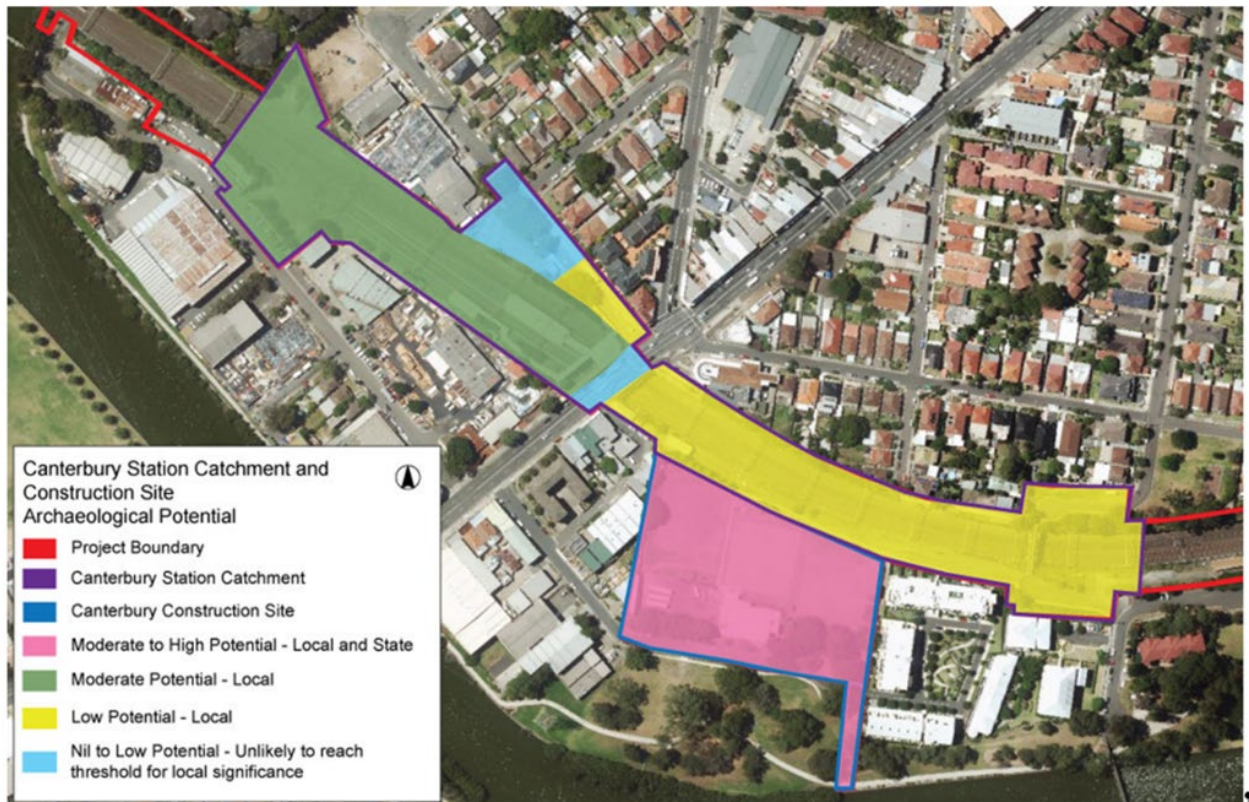 Canterbury Station Catchment and
Construction Site
Archaeological Potential
Project Boundary
Canterbury Station Catchment
Canterbury Construction Site
Moderate to High Potential - Local and State
Moderate Potential - Local
Low Potential - Local
Nil to Low Potential - Unlikely to reach
threshold for local significance